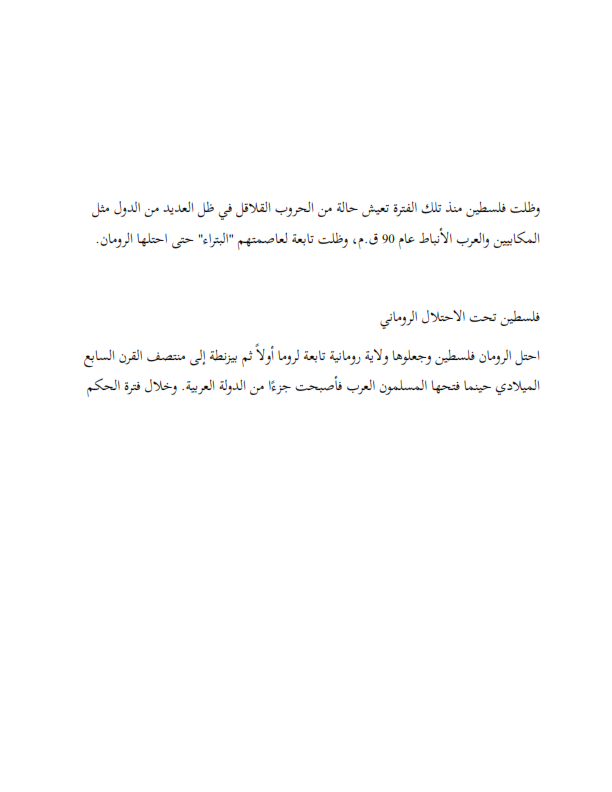 وظلت فلسطين منذ تلك الفترة تعيش حالة من الحروب القلاقل في ظل العديد من الدول مثل
المكابيين والعرب الأنباط عام 90 ق.م، وظلت تابعة لعاصمتهم "البتراء" حتى احتلها الرومان.
فلسطين تحت الاحتلال الروماني
احتل الرومان فلسطين وجعلوها ولاية رومانية تابعة لروما أولاً ثم بيزنطة إلى منتصف القرن السابع
الميلادي حينما فتحها المسلمون العرب فأصبحت جزءًا من الدولة العربية. وخلال فترة الحكم